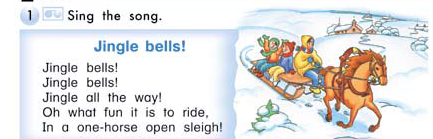 1 Sing the song.
Jingle bells!
Jingle bells!
Jingle bells!
Jingle all the way!
Oh what fun it is to ride,
In a one-horse open sleigh!